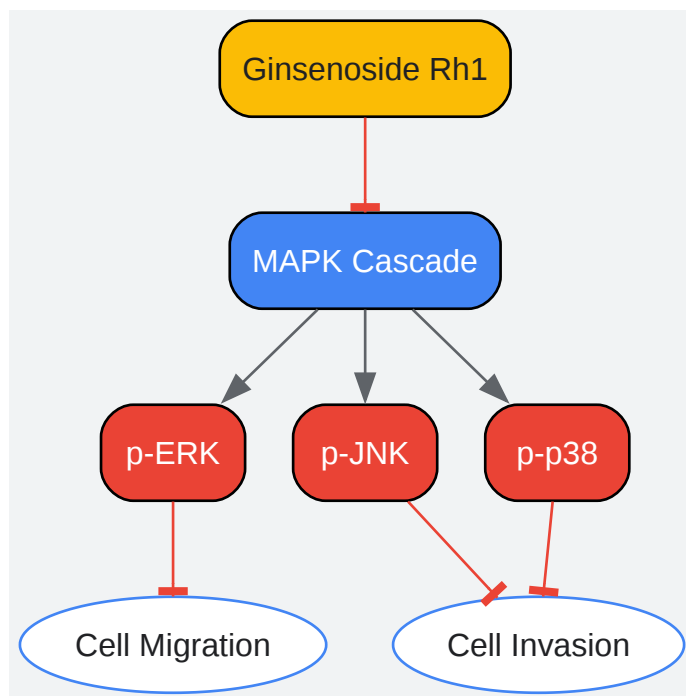 Ginsenoside Rh1
MAPK Cascade
p-ERK
p-JNK
p-p38
Cell Migration
Cell Invasion